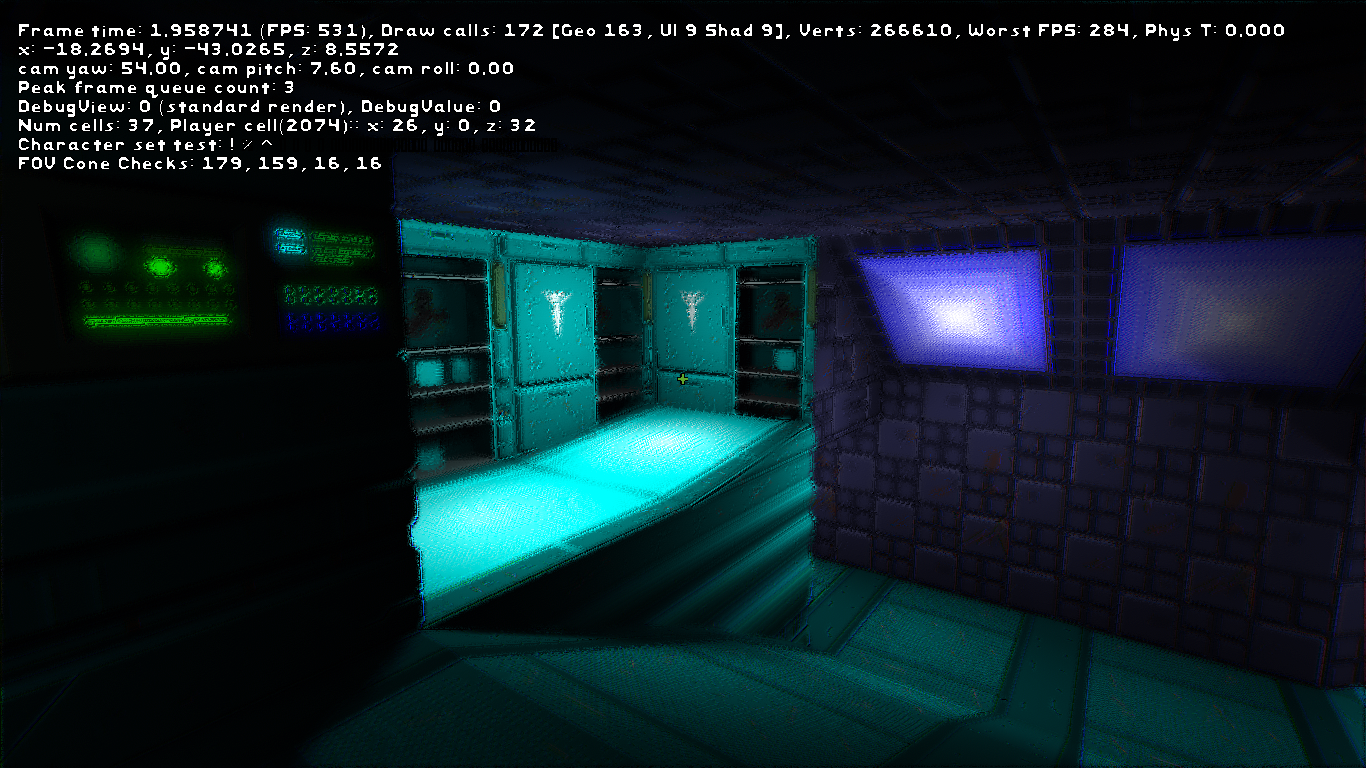 Frame time: 1.958741 (FPS: 531), Draw calls: 172 [Geo 163, UI 9 Shad 9], Verts: 266610, Worst FPS: 284, Phys T: 0.000
x: -18.2694, y: -43.0265, z: 8.5572
cam yaw: 54.00, cam pitch: 7.60, cam roll: 0.00
Peak frame queue count: 3
DebugView: 0 (standard render), DebugValue: 0
Num cells: 37, Player cell(2074):: x: 26, y: 0, z: 32
Character set test: ! % ^
FOV Cone Checks: 179, 159, 16, 16